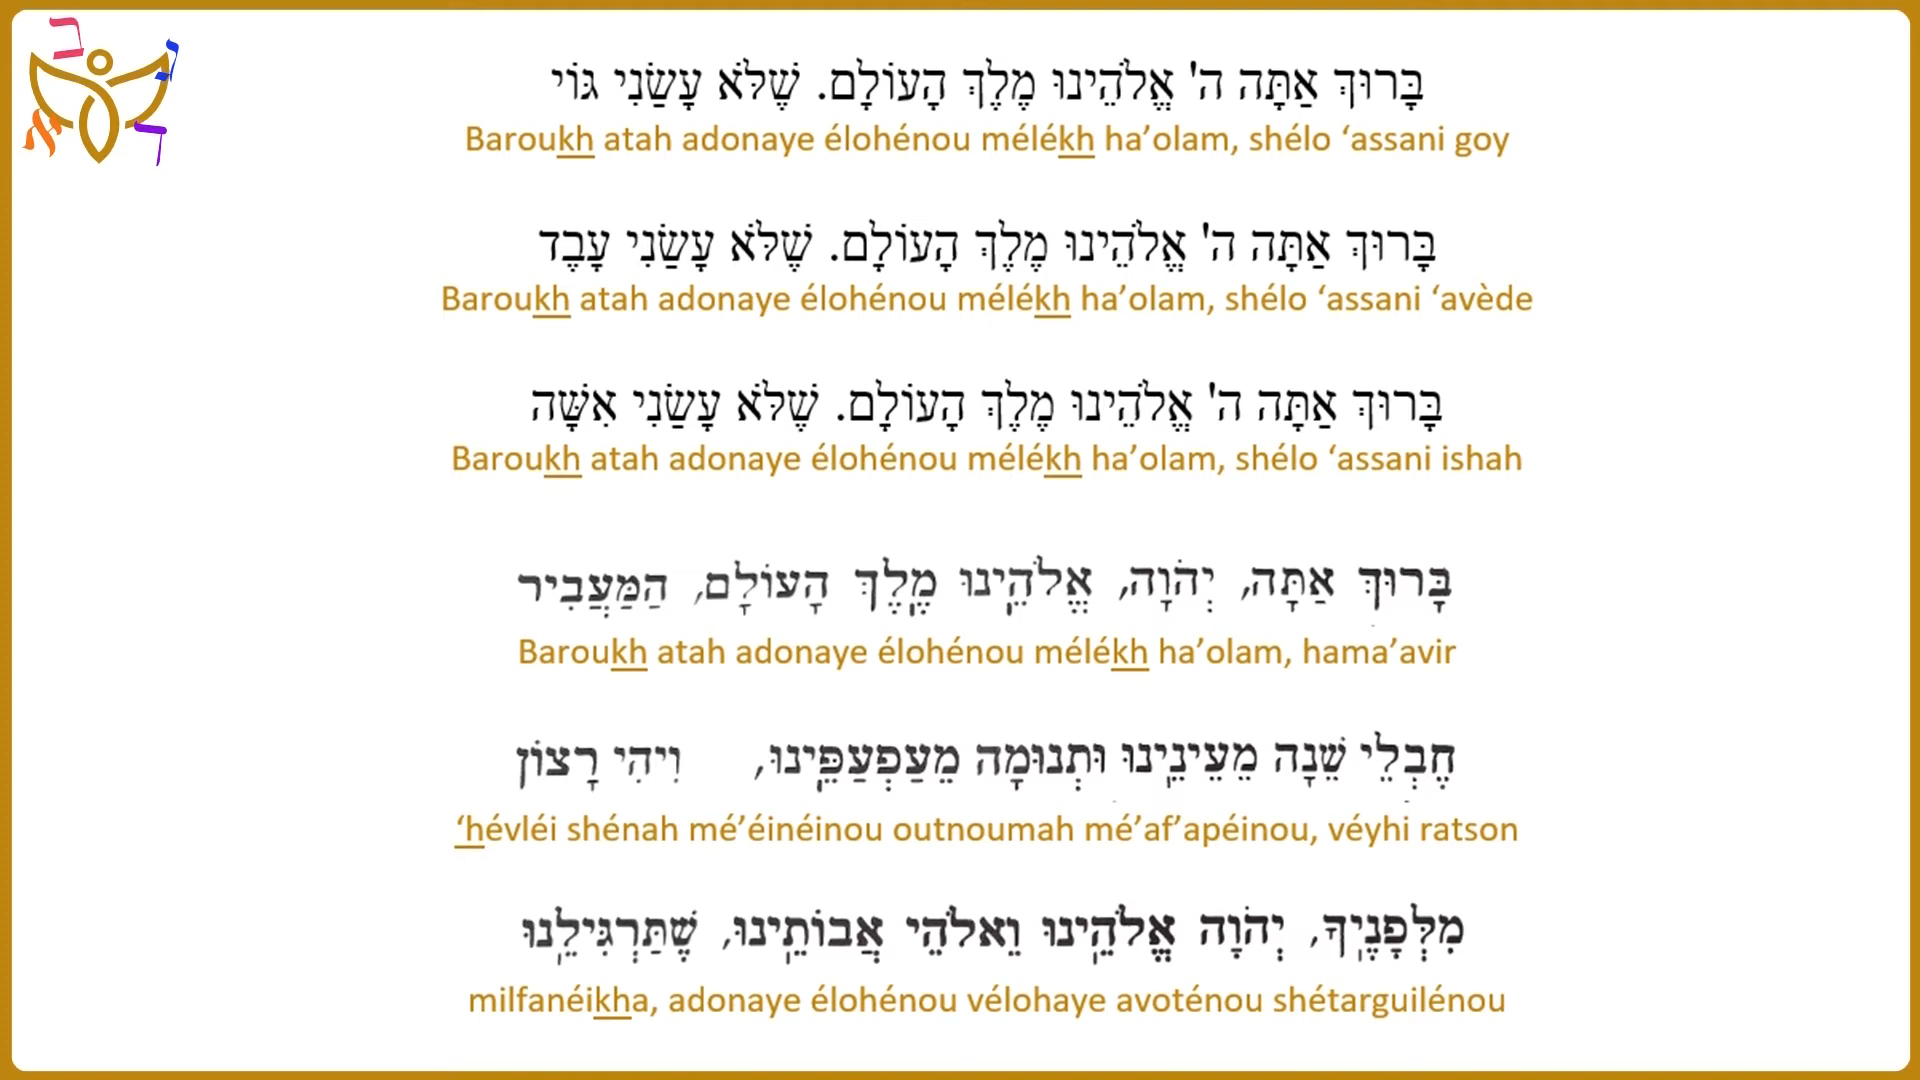 בָּרוּךְ אַתָּה ה' אֱלֹהֵינוּ מֶלֶךְ הָעוֹלָם. שֶׁלֹּא עָשַׂנִי גּוֹי
Baroukh atah adonaye élohénou mélékh ha’olam, shélo ‘assani goy
בָּרוּךְ אַתָּה ה' אֱלֹהֵינוּ מֶלֶךְ הָעוֹלָם. שֶׁלֹּא עָשַׂנִי עָבֶד
Baroukh atah adonaye élohénou mélékh ha’olam, shélo ‘assani ‘avède
בָּרוּךְ אַתָּה ה' אֱלֹהֵינוּ מֶלֶךְ הָעוֹלָם. שֶׁלֹּא עָשַׂנִי אִשָּׁה
Baroukh atah adonaye élohénou mélékh ha’olam, shélo ‘assani ishah
בָּרוּךְ אַתָּה, יְהֹוָה, אֱלֹהֵֽינוּ מֶֽלֶךְ הָעוֹלָם, הַמַּעֲבִיר
Baroukh atah adonaye élohénou mélékh ha’olam, hama’avir
חֶבְלֵי שֵׁנָה מֵעֵינֵֽינוּ וּתְנוּמָה מֵעַפְעַפֵּֽינוּ, וִיהִי רָצוֹן
‘hévléi shénah mé’éinéinou outnoumah mé’af’apéinou, véyhi ratson
מִלְּפָנֶֽיךָ, יְהֹוָה אֱלֹהֵֽינוּ וֵאלֹהֵי אֲבוֹתֵֽינוּ, שֶׁתַּרְגִּילֵֽנוּ
milfanéikha, adonaye élohénou vélohaye avoténou shétarguilénou